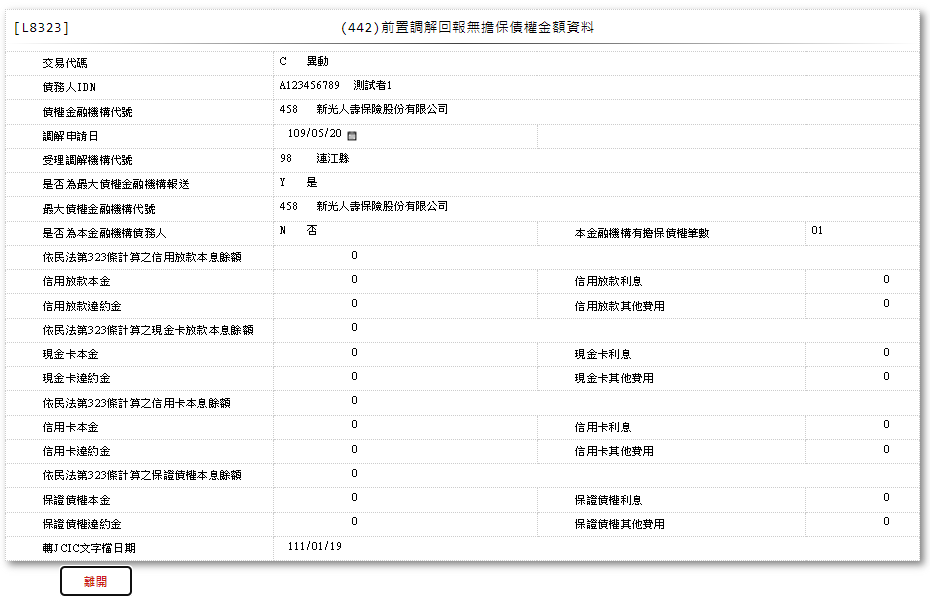 [L8323] (442)前置調解回報無擔保債權金額資料
交易代碼 C 異動
債務人IDN A123456789 測試者1
債權金融機構代號 458 新光人壽保險股份有限公司
調解申請日 109/05/20
受理調解機構代號 98 連江縣
是否為最大債權金融機構報送 Y 是
最大債權金融機構代號 458 新光人壽保險股份有限公司
是否為本金融機構債務人 N 否 本金融機構有擔保債權筆數 01
依民法第323條計算之信用放款本息餘額 0
信用放款本金 0 信用放款利息 0
信用放款違約金 0 信用放款其他費用 0
依民法第323條計算之現金卡放款本息餘額 0
現金卡本金 0 現金卡利息 0
現金卡違約金 0 現金卡其他費用 0
依民法第323條計算之信用卡本息餘額 0
信用卡本金 0 信用卡利息 0
信用卡違約金 0 信用卡其他費用 0
依民法第323條計算之保證債權本息餘額 0
保證債權本金 0 保證債權利息 0
保證債權違約金 0 保證債權其他費用 0
轉JCIC文字檔日期 111/01/19
離開